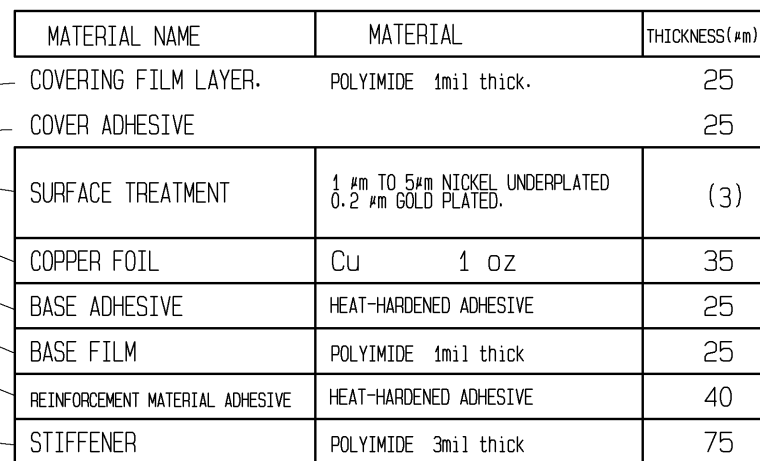 MATERIAL NAME MATERIAL THICKNESS(μm)
COVERING FILM LAYER. POLYIMIDE 1mil thick. 25
COVER ADHESIVE 25
SURFACE TREATMENT 1 μm TO 5μm NICKEL UNDERPLATED (3)
0.2 μm GOLD PLATED.
COPPER FOIL Cu 1 oz 35
BASE ADHESIVE HEAT-HARDENED ADHESIVE 25
BASE FILM POLYIMIDE 1mil thick 25
REINFORCEMENT MATERIAL ADHESIVE HEAT-HARDENED ADHESIVE 40
STIFFENER POLYIMIDE 3mil thick 75